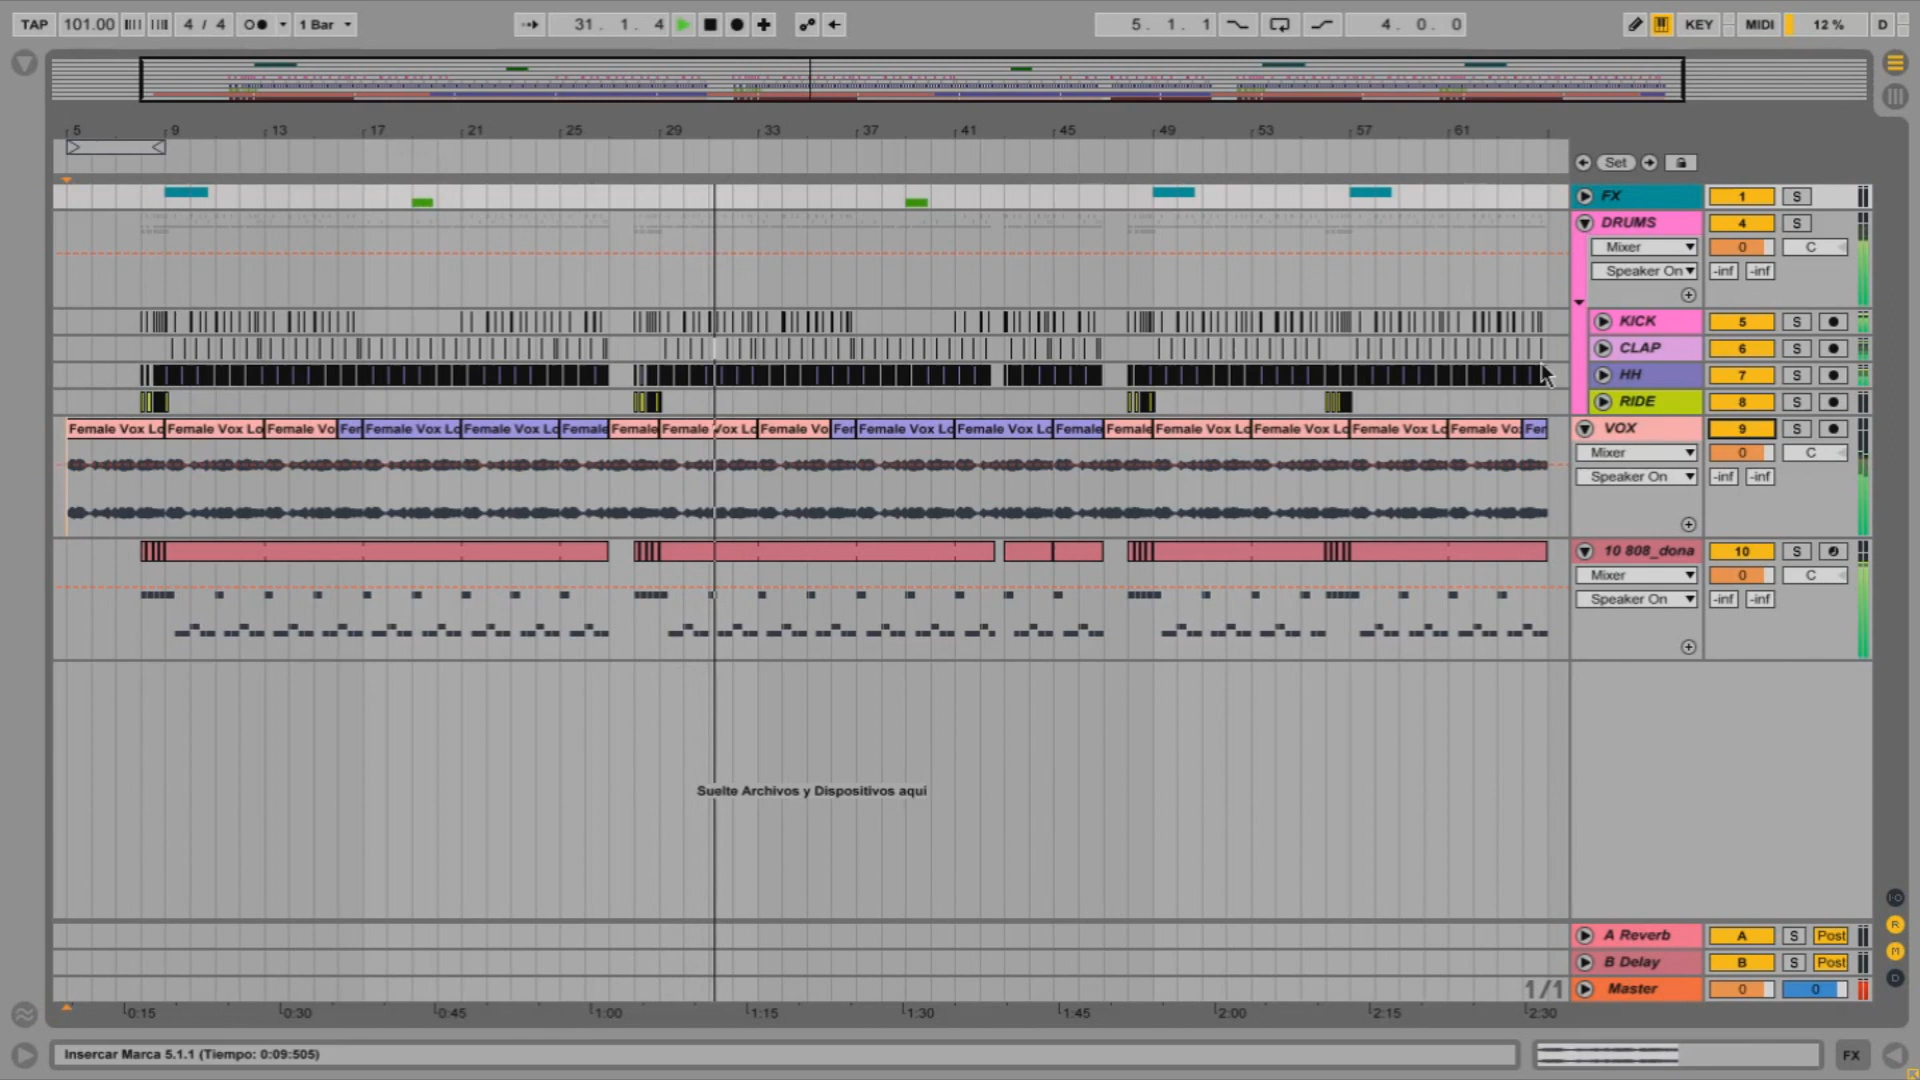 TAP 101.00 4 / 4 1 Bar 31. 1. 4 5. 1. 1 4. 0. 0 KEY MIDI 12 % D
5 9 13 17 21 25 29 33 37 41 45 49 53 57 61
Set
FX 1 S
DRUMS 4 S
Mixer 0 C
Speaker On -inf -inf
KICK 5 S
CLAP 6 S
HH 7 S
RIDE 8 S
Female Vox Lo Female Vox Lo Female Vo Fer Female Vox Lo Female Vox Lo Female Female Female Vox Lo Female Vo Fer Female Vox Lo Female Vox Lo Female Female Female Vox Lo Female Vox Lo Female Vox Lo Female Vo Fer VOX 9 S
Mixer 0 C
Speaker On -inf -inf
10 808_dona 10 S
Mixer 0 C
Speaker On -inf -inf
Suelte Archivos y Dispositivos aquí
A Reverb A S Post
B Delay B S Post
1/1 Master 0 0
0:15 0:30 0:45 1:00 1:15 1:30 1:45 2:00 2:15 2:30
Insercar Marca 5.1.1 (Tiempo: 0:09:505) FX